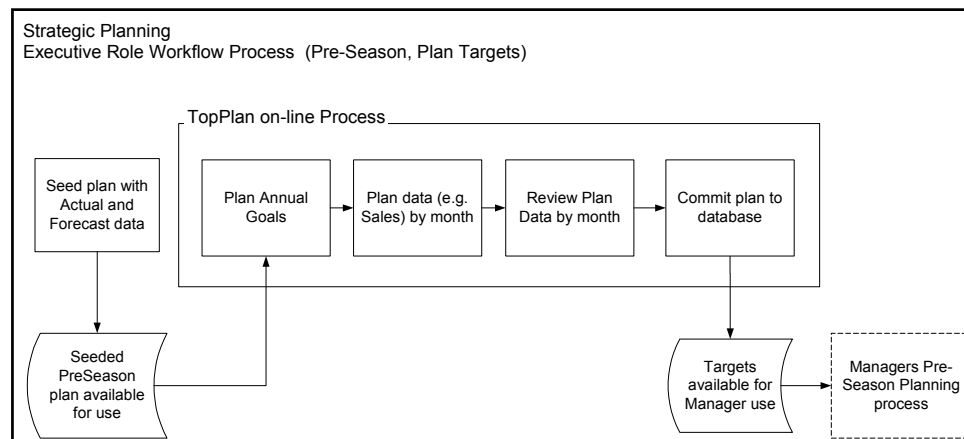 Strategic Planning
Executive Role Workflow Process  (Pre-Season, Plan Targets)
TopPlan on-line Process
Seed plan with
Actual and
Forecast data
Plan Annual
Goals
Plan data (e.g.
Sales) by month
Review Plan
Data by month
Commit plan to
database
Seeded
PreSeason
plan available
for use
Targets
available for
Manager use
Managers Pre-
Season Planning
process